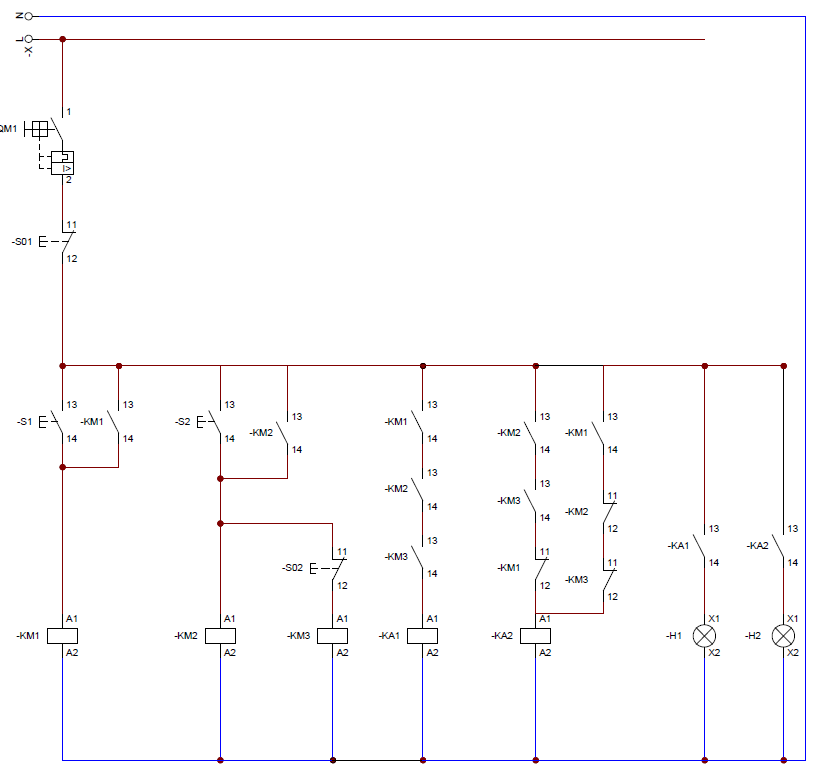 N
L
-X
1
QM1
I>
2
11
-S01
12
13 13 13 13
-S1 -KM1 -S2 -KM1
14 14 14 14
13 13 13
-KM2 -KM2 -KM1
14 14 14
13 13
-KM2 -KM3
14 14
11
-KM2
12
13 13 13
-KM3 -KA1 -KA2
14 14 14
11 11 11
-S02 -KM1 -KM3
12 12 12
A1 A1 A1 A1 A1 X1 X1
-KM1 -KM2 -KM3 -KA1 -KA2 -H1 -H2
A2 A2 A2 A2 A2 X2 X2